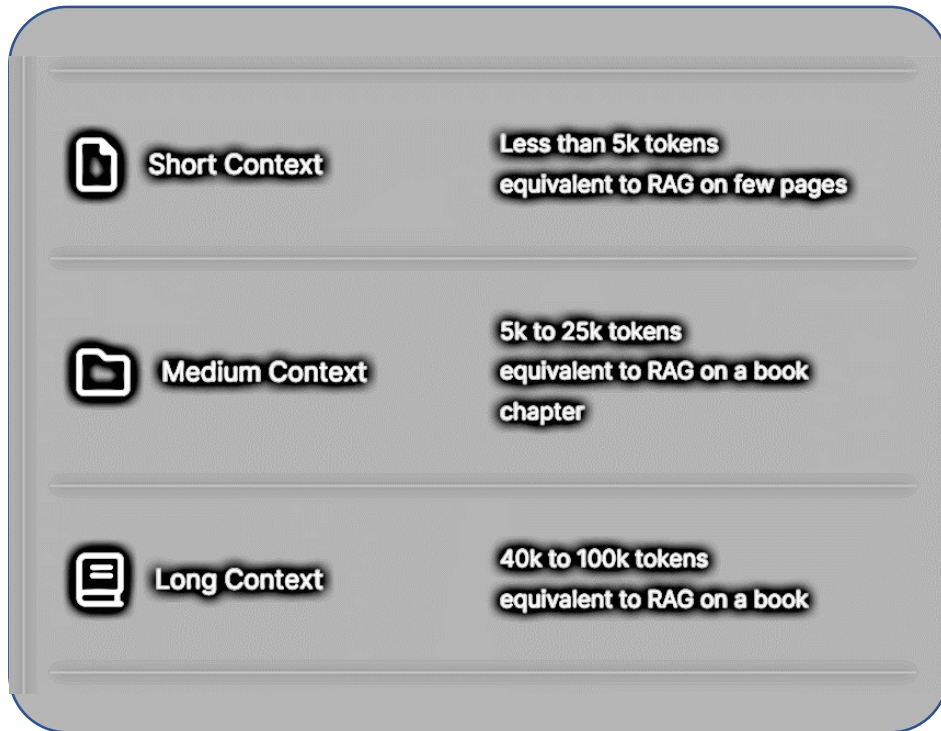 Short Context
Less than 5k tokens
equivalent to RAG on few pages
Medium Context
5k to 25k tokens
equivalent to RAG on a book
chapter
Long Context
40k to 100k tokens
equivalent to RAG on a book